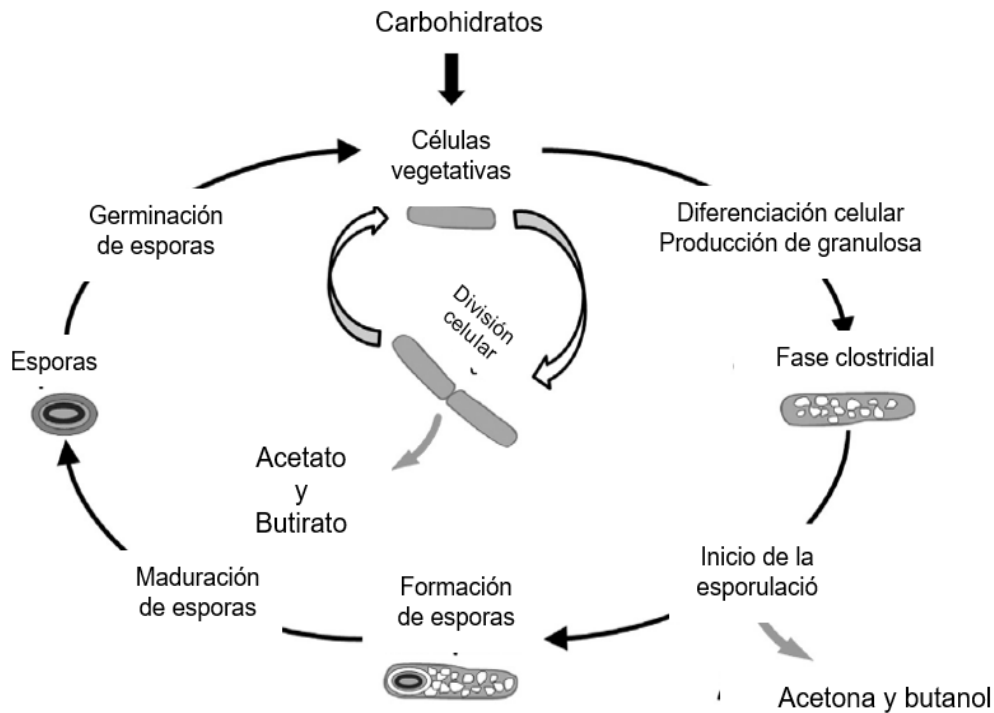 Carbohidratos
Células
vegetativas
Germinación
de esporas
Diferenciación celular
Producción de granulosa
División
celular
Esporas
Fase clostridial
Acetato
y
Butirato
Inicio de la
esporulació
Maduración
de esporas
Formación
de esporas
Acetona y butanol